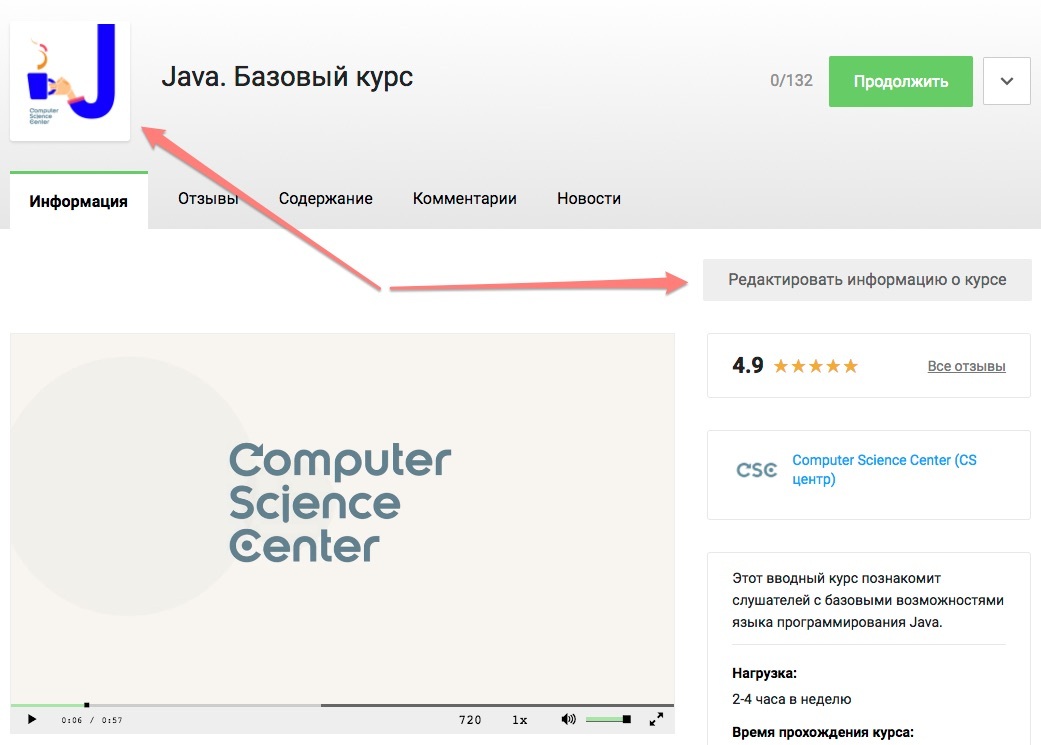 Computer
Science
Center
Java. Базовый курс
0/132
Продолжить
Информация
Отзывы
Содержание
Комментарии
Новости
Редактировать информацию о курсе
4.9
Все отзывы
Computer
Science
Center
CSC
Computer Science Center (CS
центр)
Этот вводный курс познакомит
слушателей с базовыми возможностями
языка программирования Java.
Нагрузка:
2-4 часа в неделю
Время прохождения курса:
0:06 / 0:57
720
1x